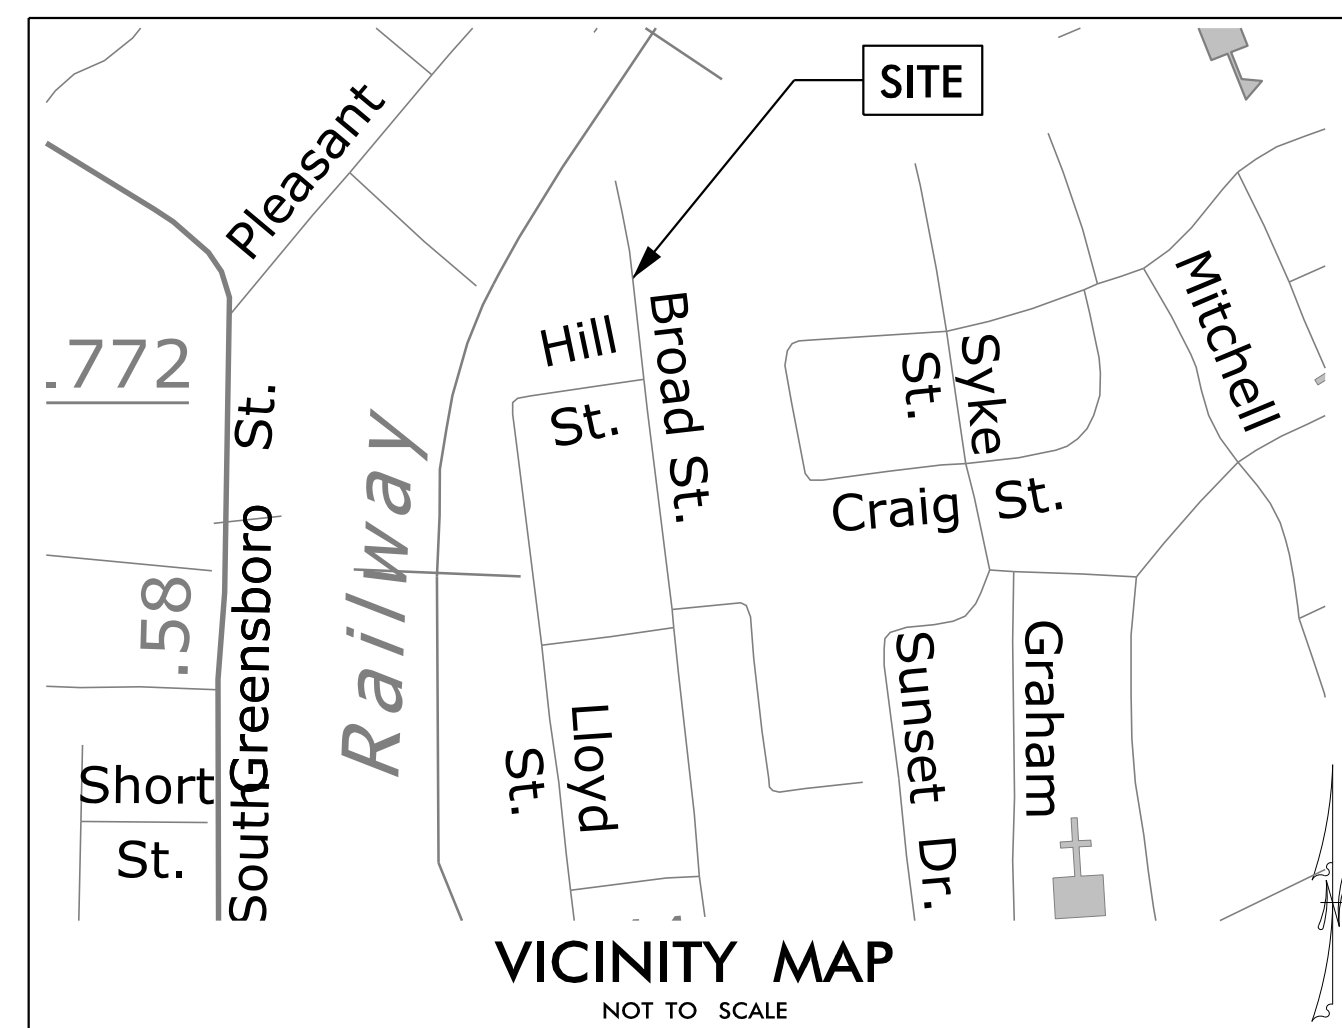 SITE
Pleasant
Mitchell
Hill
St.
Broad St.
Syke
St.
.772
South Greensboro St.
Railway
Craig St.
.58
Lloyd
St.
Sunset Dr.
Graham
Short
St.
VICINITY MAP
NOT TO SCALE